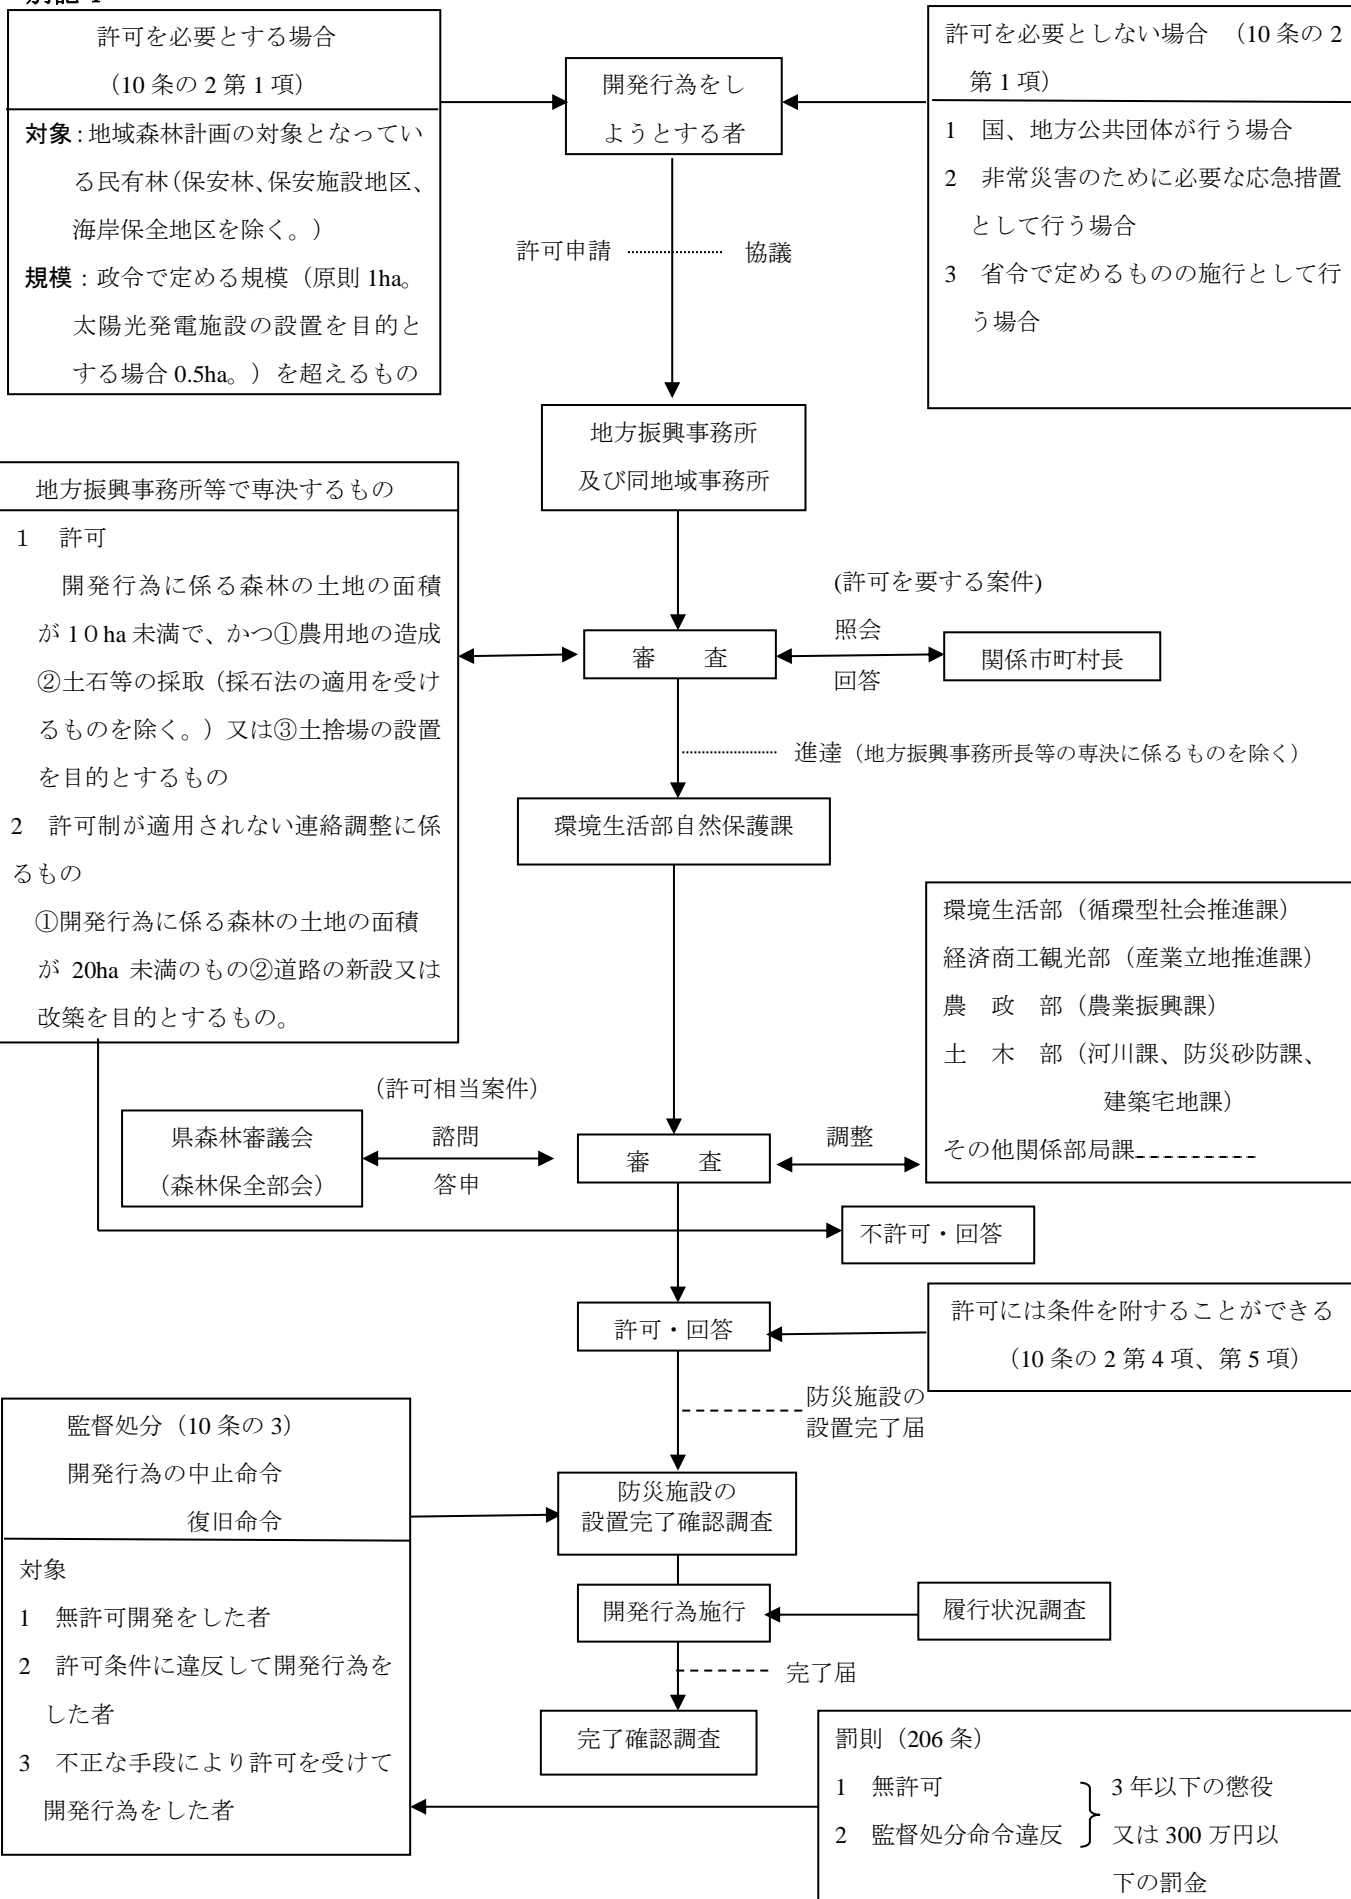 別記 1
許可を必要とする場合
（10 条の 2 第 1 項）
対象：地域森林計画の対象となってい
る民有林（保安林、保安施設地区、
海岸保全地区を除く。）
規模：政令で定める規模（原則 1ha。
太陽光発電施設の設置を目的と
する場合 0.5ha。）を超えるもの
開発行為をし
ようとする者
許可を必要としない場合　（10 条の 2
第 1 項）
1　国、地方公共団体が行う場合
2　非常災害のために必要な応急措置
として行う場合
3　省令で定めるものの施行として行
う場合
許可申請
協議
地方振興事務所
及び同地域事務所
地方振興事務所等で専決するもの
１　許可
開発行為に係る森林の土地の面積
が１０ha 未満で、かつ①農用地の造成
②土石等の採取（採石法の適用を受け
るものを除く。）又は③土捨場の設置
を目的とするもの
2　許可制が適用されない連絡調整に係
るもの
①開発行為に係る森林の土地の面積
が 20ha 未満のもの②道路の新設又は
改築を目的とするもの。
(許可を要する案件)
審　　査
照会
回答
関係市町村長
進達（地方振興事務所長等の専決に係るものを除く）
環境生活部自然保護課
環境生活部（循環型社会推進課）
経済商工観光部（産業立地推進課）
農　政　部（農業振興課）
土　木　部（河川課、防災砂防課、
建築宅地課）
その他関係部局課
（許可相当案件）
県森林審議会
（森林保全部会）
諮問
答申
審　　査
調整
不許可・回答
許可・回答
許可には条件を附することができる
（10 条の 2 第 4 項、第 5 項）
防災施設の
設置完了届
監督処分（10 条の 3）
開発行為の中止命令
復旧命令
対象
1　無許可開発をした者
2　許可条件に違反して開発行為を
した者
3　不正な手段により許可を受けて
開発行為をした者
防災施設の
設置完了確認調査
開発行為施行
履行状況調査
完了届
完了確認調査
罰則（206 条）
1　無許可
2　監督処分命令違反
3 年以下の懲役
又は 300 万円以
下の罰金